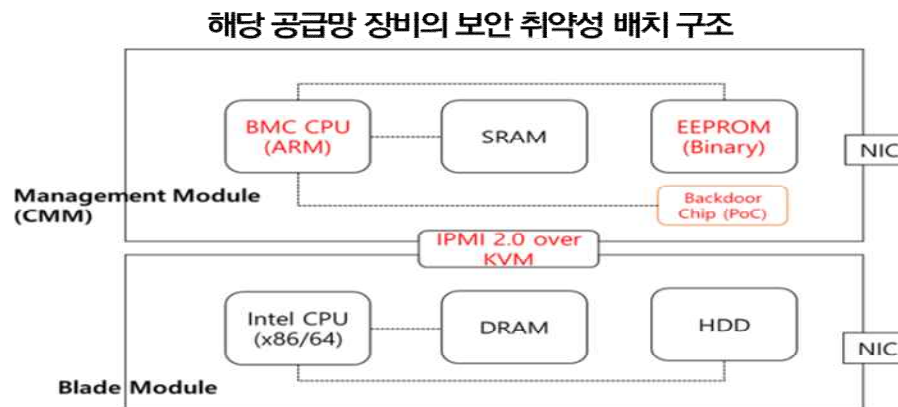 해당 공급망 장비의 보안 취약성 배치 구조
BMC CPU
(ARM)
SRAM
EEPROM
(Binary)
NIC
Management Module
(CMM)
Backdoor
Chip (PoC)
IPMI 2.0 over
KVM
Intel CPU
(x86/64)
DRAM
HDD
NIC
Blade Module